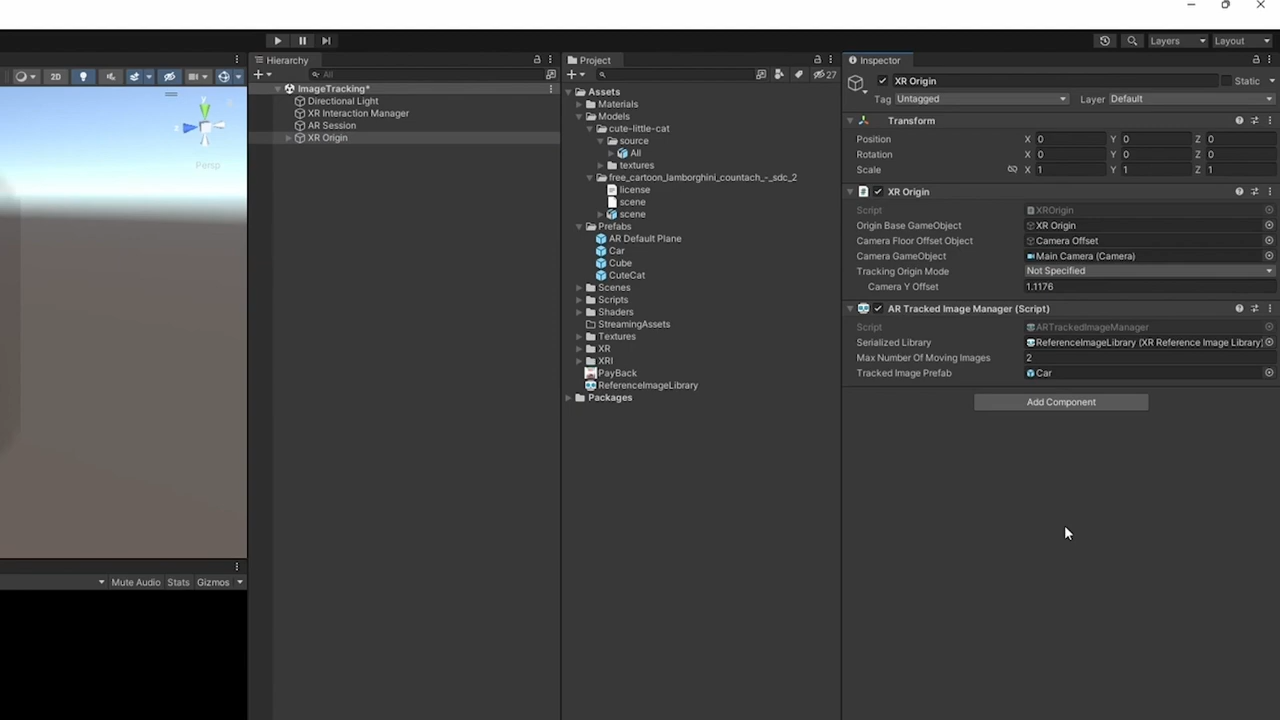 Layers
Layout
2D
Persp
Mute Audio Stats Gizmos
Hierarchy
All
ImageTracking*
Directional Light
XR Interaction Manager
AR Session
XR Origin
Project
27
Assets
Materials
Models
cute-little-cat
source
All
textures
free_cartoon_lamborghini_countach_-_sdc_2
license
scene
scene
Prefabs
AR Default Plane
Car
Cube
CuteCat
Scenes
Scripts
Shaders
StreamingAssets
Textures
XR
XRI
PayBack
ReferenceImageLibrary
Packages
Inspector
XR Origin Static
Tag Untagged Layer Default
Transform
Position X 0 Y 0 Z 0
Rotation X 0 Y 0 Z 0
Scale X 1 Y 1 Z 1
XR Origin
Script XROrigin
Origin Base GameObject XR Origin
Camera Floor Offset Object Camera Offset
Camera GameObject Main Camera (Camera)
Tracking Origin Mode Not Specified
Camera Y Offset 1.1176
AR Tracked Image Manager (Script)
Script ARTrackedImageManager
Serialized Library ReferenceImageLibrary (XR Reference Image Library)
Max Number Of Moving Images 2
Tracked Image Prefab Car
Add Component